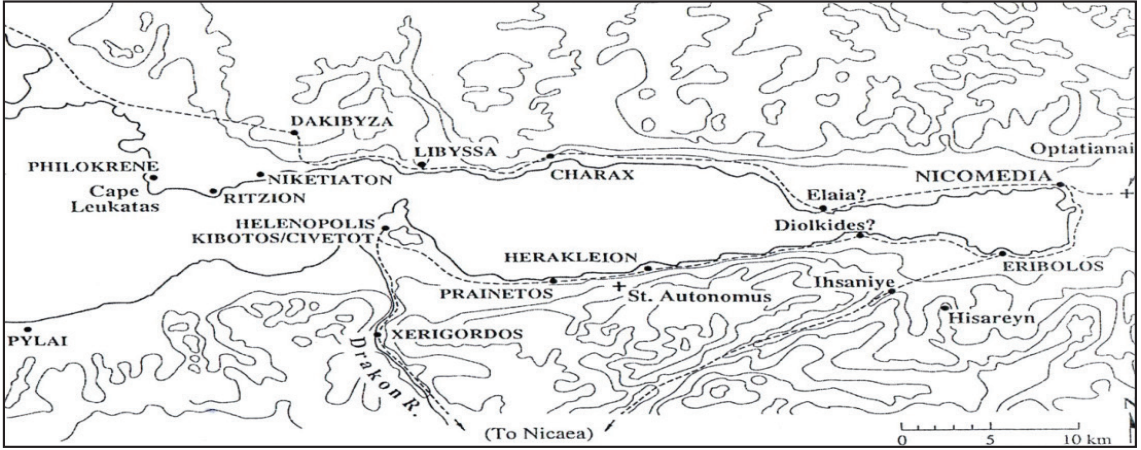 DAKIBYZA
LIBYSSA
Optatianai
PHILOKRENE
CHARAX
NICOMEDIA
NIKETIATON
Cape
Leukatas
RITZION
Elaia?
HELENOPOLIS
Diolkides?
KIBOTOS/CIVETOT
HERAKLEION
ERIBOLOS
PRAINETOS
St. Autonomus
Ihsaniye
Hisareyn
PYLAI
XERIGORDOS
Drakon R.
(To Nicaea)
0 5 10 km